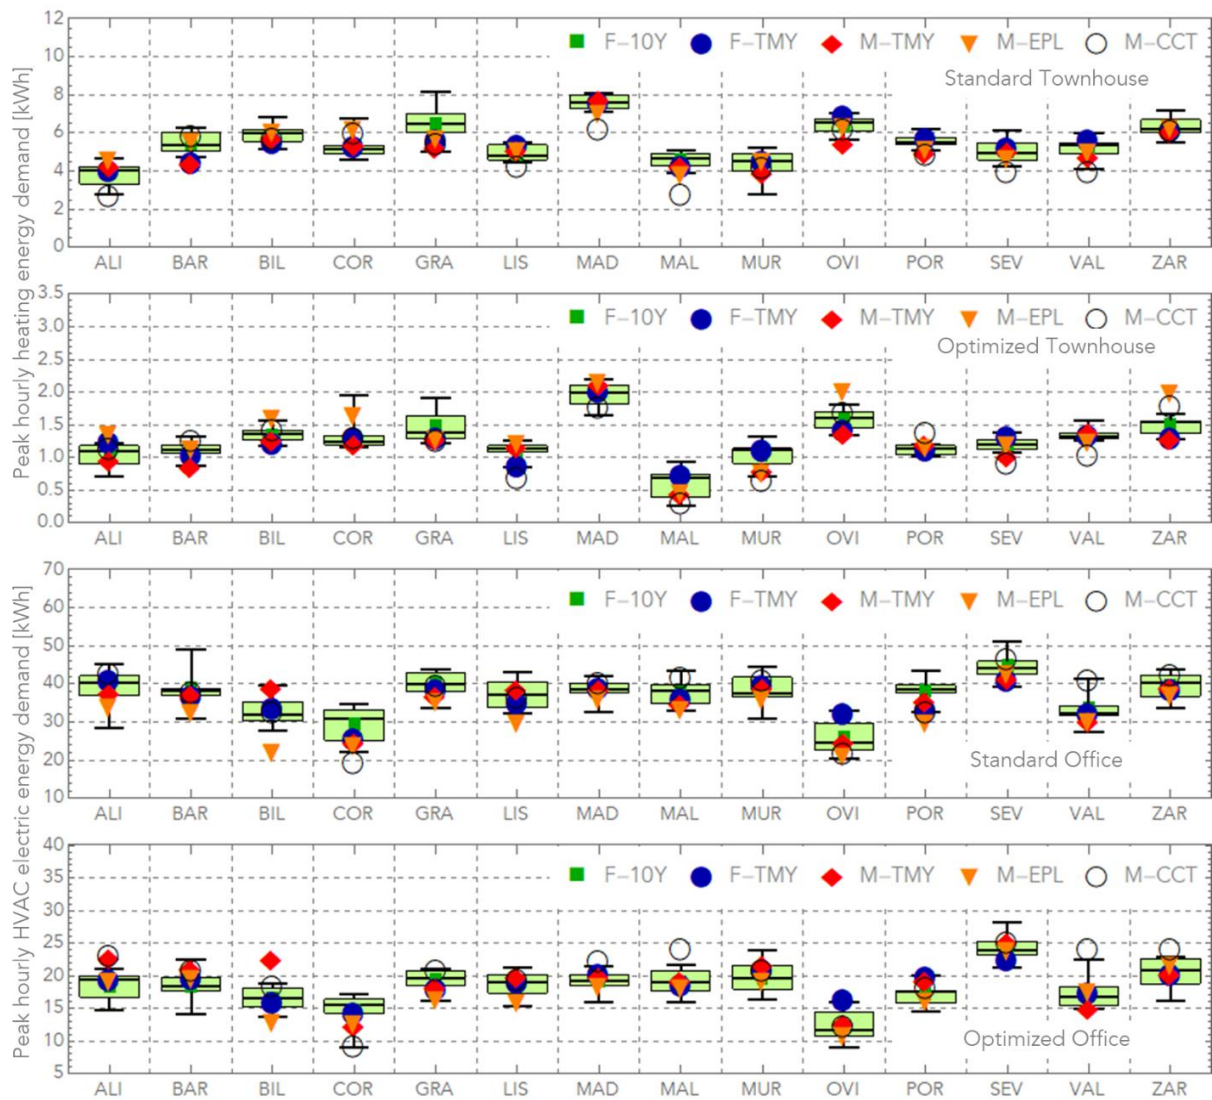 Peak hourly heating energy demand [kWh]
12
10
8
6
4
2
0
F–10Y F–TMY M–TMY M–EPL M–CCT
Standard Townhouse
ALI BAR BIL COR GRA LIS MAD MAL MUR OVI POR SEV VAL ZAR
3.5
3.0
2.5
2.0
1.5
1.0
0.5
0.0
F–10Y F–TMY M–TMY M–EPL M–CCT
Optimized Townhouse
ALI BAR BIL COR GRA LIS MAD MAL MUR OVI POR SEV VAL ZAR
Peak hourly HVAC electric energy demand [kWh]
70
60
50
40
30
20
10
F–10Y F–TMY M–TMY M–EPL M–CCT
Standard Office
ALI BAR BIL COR GRA LIS MAD MAL MUR OVI POR SEV VAL ZAR
40
35
30
25
20
15
10
5
F–10Y F–TMY M–TMY M–EPL M–CCT
Optimized Office
ALI BAR BIL COR GRA LIS MAD MAL MUR OVI POR SEV VAL ZAR